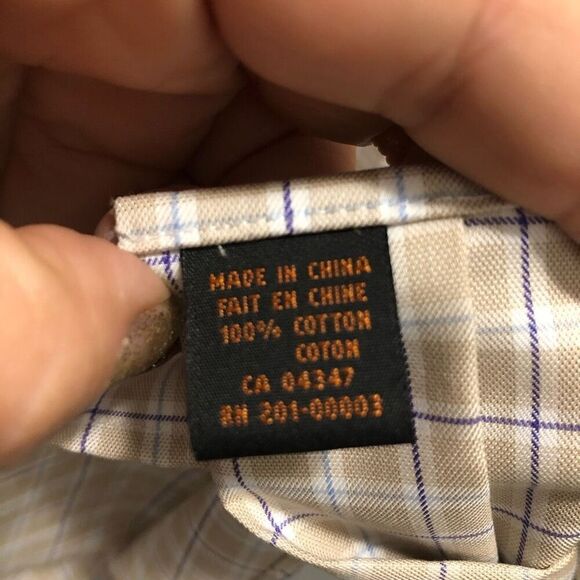 MADE IN CHINA
FAIT EN CHINE
100% COTTON
COTON
CA 04347
RN 201-00003